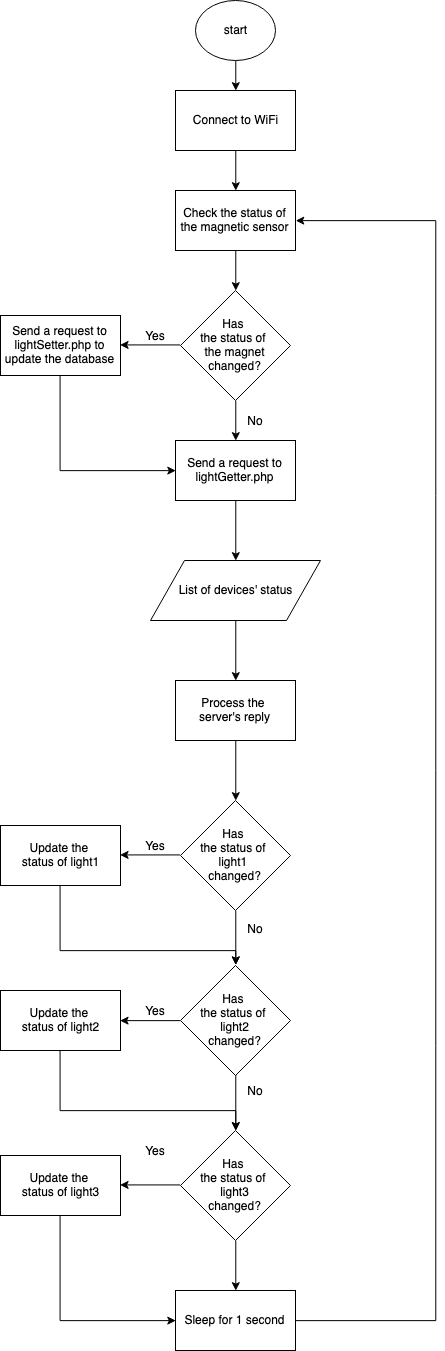 start
Connect to WiFi
Check the status of
the magnetic sensor
Has
the status of
the magnet
changed?
Yes
Send a request to
lightSetter.php to
update the database
No
Send a request to
lightGetter.php
List of devices' status
Process the
server's reply
Has
the status of
light1
changed?
Yes
Update the
status of light1
No
Has
the status of
light2
changed?
Yes
Update the
status of light2
No
Has
the status of
light3
changed?
Yes
Update the
status of light3
Sleep for 1 second